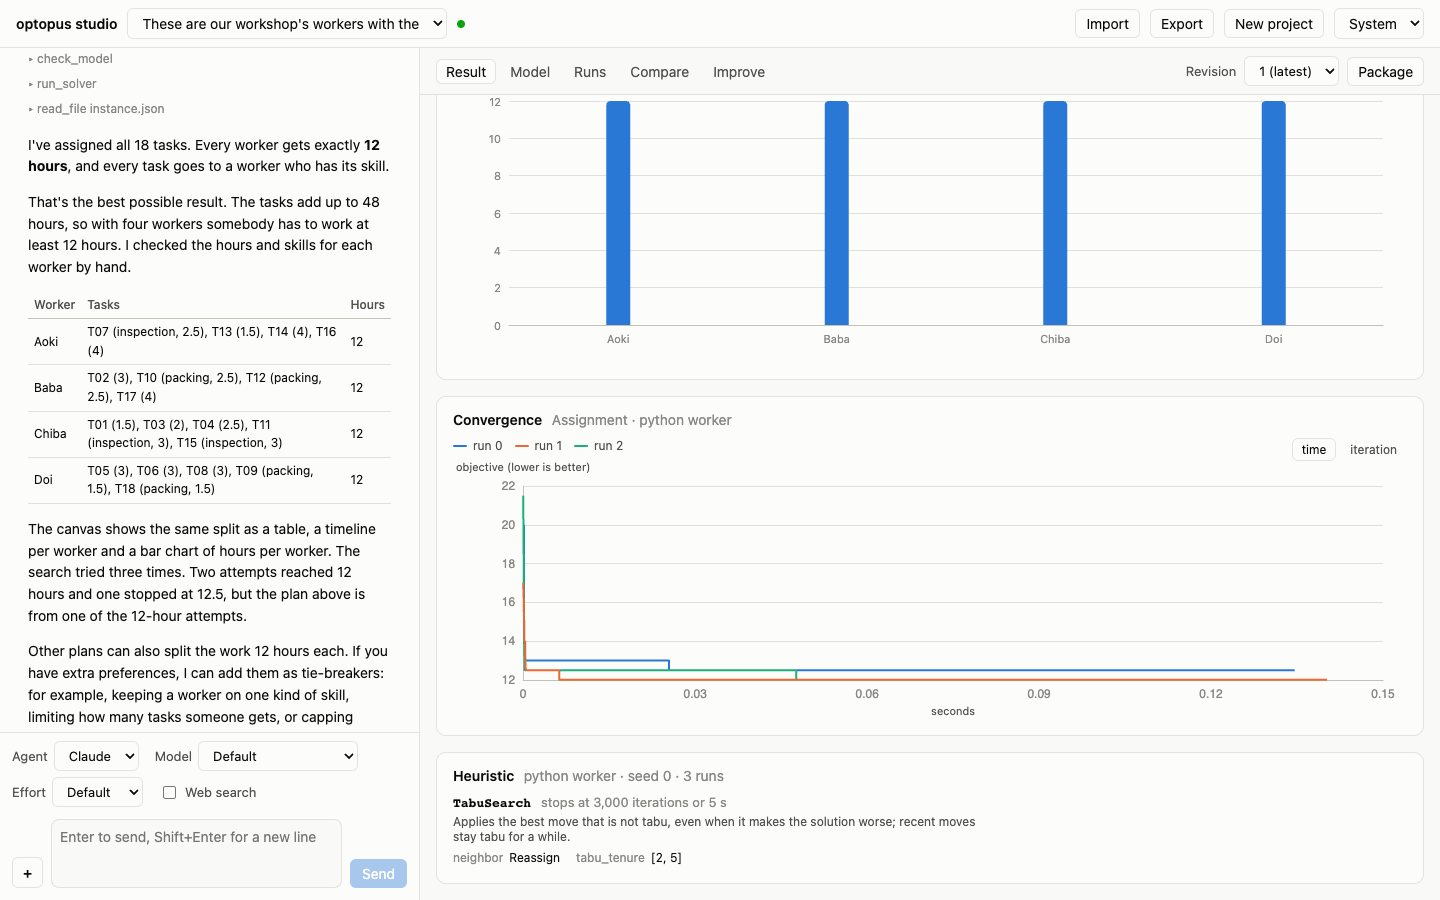 optopus studio
These are our workshop's workers with the
Import
Export
New project
System
check_model
run_solver
read_file instance.json
I've assigned all 18 tasks. Every worker gets exactly 12
hours, and every task goes to a worker who has its skill.
That's the best possible result. The tasks add up to 48
hours, so with four workers somebody has to work at
least 12 hours. I checked the hours and skills for each
worker by hand.
Worker Tasks Hours
Aoki T07 (inspection, 2.5), T13 (1.5), T14 (4), T16 12
(4)
Baba T02 (3), T10 (packing, 2.5), T12 (packing, 12
2.5), T17 (4)
Chiba T01 (1.5), T03 (2), T04 (2.5), T11 12
(inspection, 3), T15 (inspection, 3)
Doi T05 (3), T06 (3), T08 (3), T09 (packing, 12
1.5), T18 (packing, 1.5)
The canvas shows the same split as a table, a timeline
per worker and a bar chart of hours per worker. The
search tried three times. Two attempts reached 12
hours and one stopped at 12.5, but the plan above is
from one of the 12-hour attempts.
Other plans can also split the work 12 hours each. If you
have extra preferences, I can add them as tie-breakers:
for example, keeping a worker on one kind of skill,
limiting how many tasks someone gets, or capping
Agent Claude Model Default
Effort Default Web search
Enter to send, Shift+Enter for a new line
+
Send
Result Model Runs Compare Improve
Revision 1 (latest) Package
12
10
8
6
4
2
0
Aoki Baba Chiba Doi
Convergence Assignment · python worker
run 0 run 1 run 2
time iteration
objective (lower is better)
22
20
18
16
14
12
0 0.03 0.06 0.09 0.12 0.15
seconds
Heuristic python worker · seed 0 · 3 runs
TabuSearch stops at 3,000 iterations or 5 s
Applies the best move that is not tabu, even when it makes the solution worse; recent moves
stay tabu for a while.
neighbor Reassign tabu_tenure [2, 5]